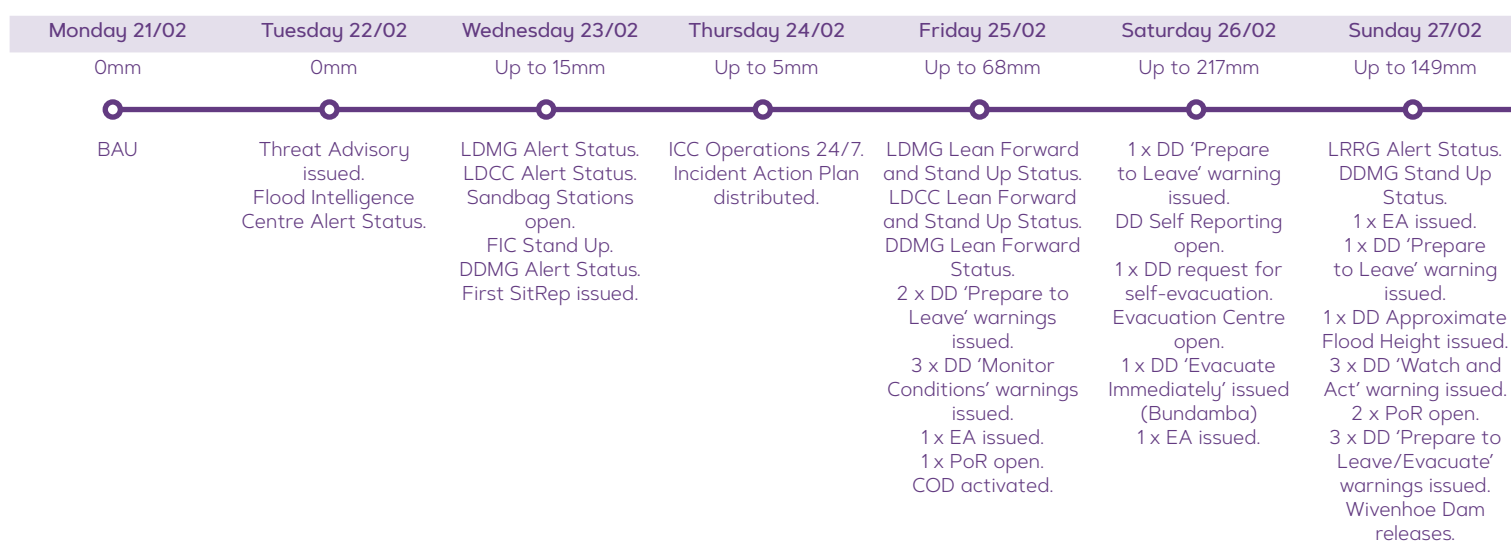 Monday 21/02
0mm
BAU
Tuesday 22/02
0mm
Threat Advisory
issued.
Flood Intelligence
Centre Alert Status.
Wednesday 23/02
Up to 15mm
LDMG Alert Status.
LDCC Alert Status.
Sandbag Stations
open.
FIC Stand Up.
DDMG Alert Status.
First SitRep issued.
Thursday 24/02
Up to 5mm
ICC Operations 24/7.
Incident Action Plan
distributed.
Friday 25/02
Up to 68mm
LDMG Lean Forward
and Stand Up Status.
LDCC Lean Forward
and Stand Up Status.
DDMG Lean Forward
Status.
2 x DD ‘Prepare to
Leave’ warnings
issued.
3 x DD ‘Monitor
Conditions’ warnings
issued.
1 x EA issued.
1 x PoR open.
COD activated.
Saturday 26/02
Up to 217mm
1 x DD ‘Prepare
to Leave’ warning
issued.
DD Self Reporting
open.
1 x DD request for
self-evacuation.
Evacuation Centre
open.
1 x DD ‘Evacuate
Immediately’ issued
(Bundamba)
1 x EA issued.
Sunday 27/02
Up to 149mm
LRRG Alert Status.
DDMG Stand Up
Status.
1 x EA issued.
1 x DD ‘Prepare
to Leave’ warning
issued.
1 x DD Approximate
Flood Height issued.
3 x DD ‘Watch and
Act’ warning issued.
2 x PoR open.
3 x DD ‘Prepare to
Leave/Evacuate’
warnings issued.
Wivenhoe Dam
releases.